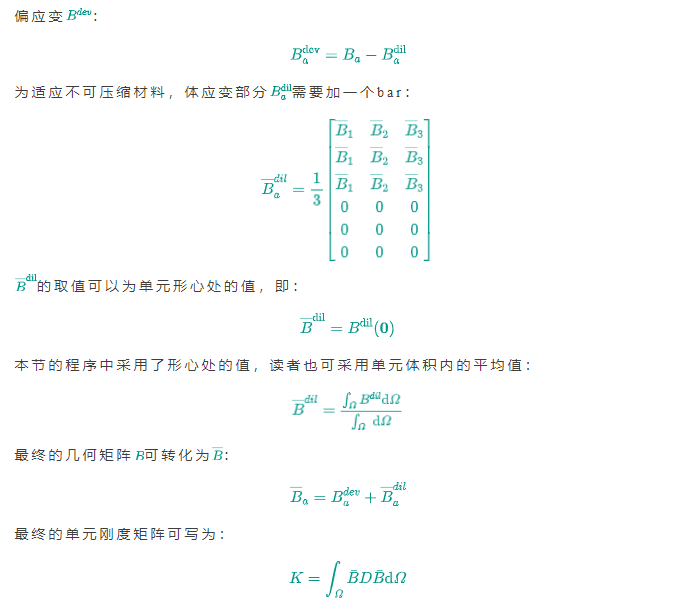 偏应变 $B^{dev}$：
$B_a^{\text{dev}} = B_a - B_a^{\text{dil}}$
为适应不可压缩材料，体应变部分 $B_a^{\text{dil}}$需要加一个bar：
$\overline{B}_a^{dil} = \frac{1}{3} \begin{bmatrix} \overline{B}_1 & \overline{B}_2 & \overline{B}_3 \\ \overline{B}_1 & \overline{B}_2 & \overline{B}_3 \\ \overline{B}_1 & \overline{B}_2 & \overline{B}_3 \\ 0 & 0 & 0 \\ 0 & 0 & 0 \\ 0 & 0 & 0 \end{bmatrix}$
$\overline{B}^{\text{dil}}$的取值可以为单元形心处的值，即：
$\overline{B}^{\text{dil}} = B^{\text{dil}}(\mathbf{0})$
本节的程序中采用了形心处的值，读者也可采用单元体积内的平均值：
$\overline{B}^{dil} = \frac{\int_\Omega B^{dil} \mathrm{d}\Omega}{\int_\Omega \mathrm{d}\Omega}$
最终的几何矩阵 $B$可转化为$\overline{B}$：
$\overline{B}_a = B_a^{dev} + \overline{B}_a^{dil}$
最终的单元刚度矩阵可写为：
$K = \int_\Omega \bar{B} D \bar{B} \mathrm{d}\Omega$